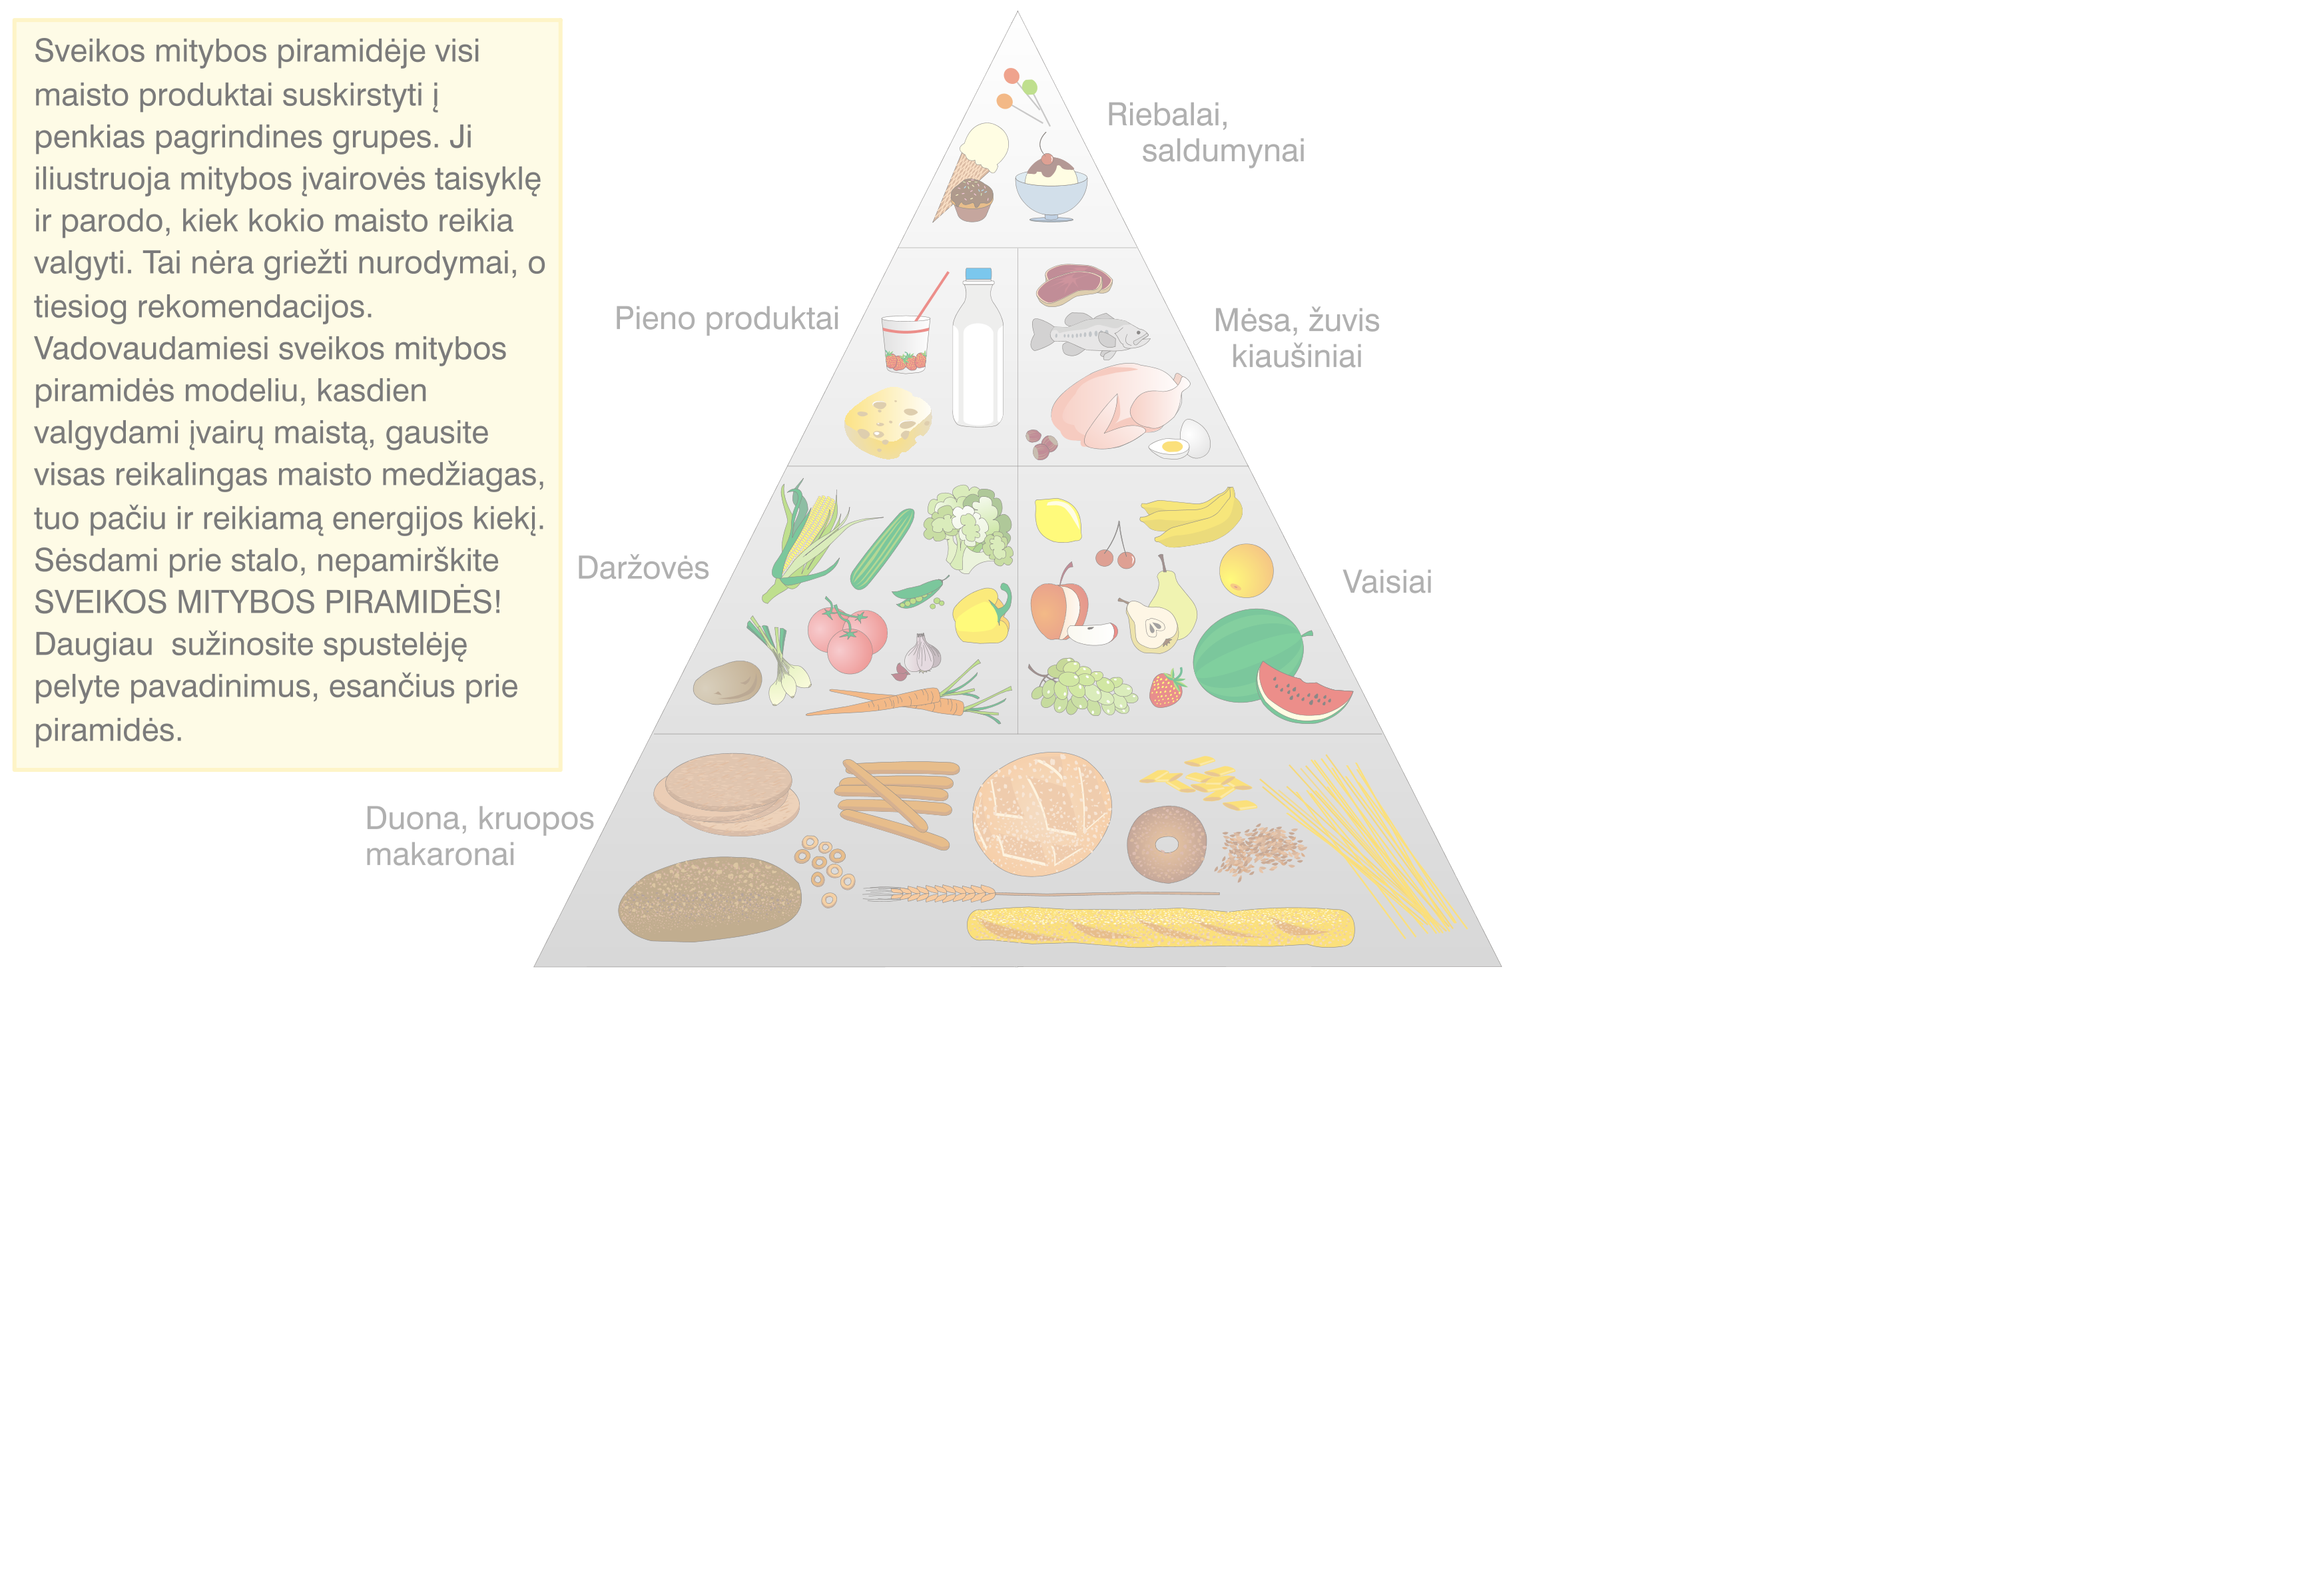 Sveikos mitybos piramidėje visi
maisto produktai suskirstyti į
penkias pagrindines grupes. Ji
iliustruoja mitybos įvairovės taisyklę
ir parodo, kiek kokio maisto reikia
valgyti. Tai nėra griežti nurodymai, o
tiesiog rekomendacijos.
Vadovaudamiesi sveikos mitybos
piramidės modeliu, kasdien
valgydami įvairų maistą, gausite
visas reikalingas maisto medžiagas,
tuo pačiu ir reikiamą energijos kiekį.
Sėsdami prie stalo, nepamirškite
SVEIKOS MITYBOS PIRAMIDĖS!
Daugiau  sužinosite spustelėję
pelyte pavadinimus, esančius prie
piramidės.
Riebalai,
saldumynai
Pieno produktai
Mėsa, žuvis
kiaušiniai
Daržovės
Vaisiai
Duona, kruopos
makaronai